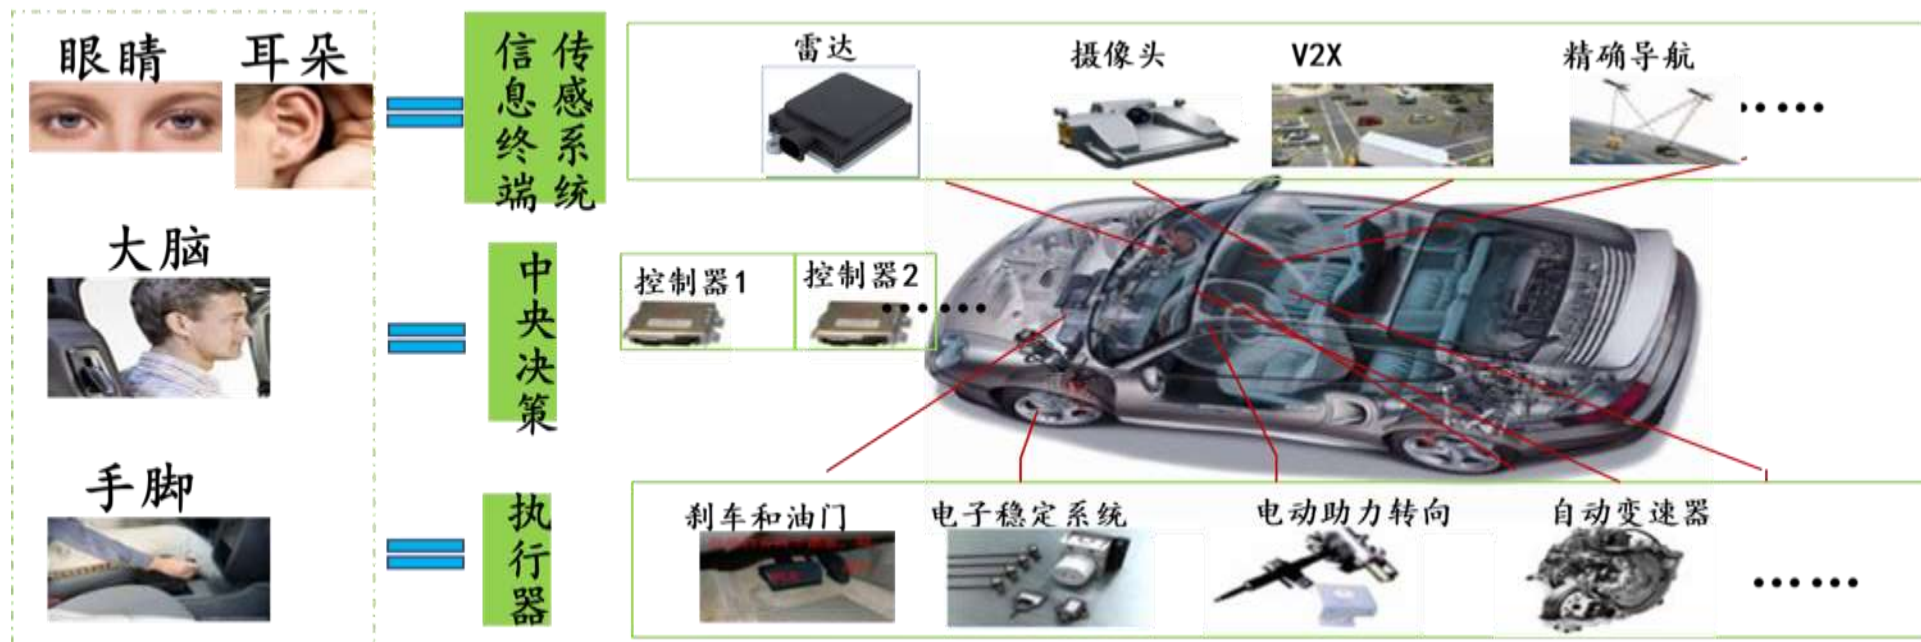 眼睛
耳朵
信息终端
传感系统
雷达
摄像头
V2X
精确导航
••••••
大脑
中央决策
控制器1
控制器2
••••••
手脚
执行器
刹车和油门
电子稳定系统
电动助力转向
自动变速器
••••••